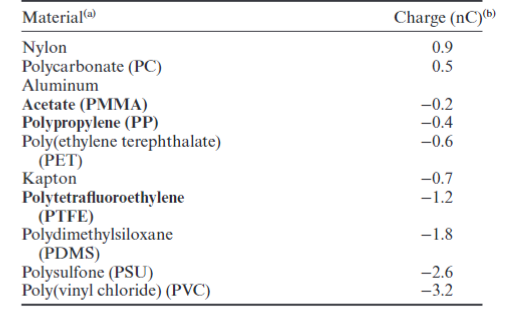 Material(a) Charge (nC)(b)
Nylon 0.9
Polycarbonate (PC) 0.5
Aluminum
Acetate (PMMA) −0.2
Polypropylene (PP) −0.4
Poly(ethylene terephthalate) −0.6
(PET)
Kapton −0.7
Polytetrafluoroethylene −1.2
(PTFE)
Polydimethylsiloxane −1.8
(PDMS)
Polysulfone (PSU) −2.6
Poly(vinyl chloride) (PVC) −3.2